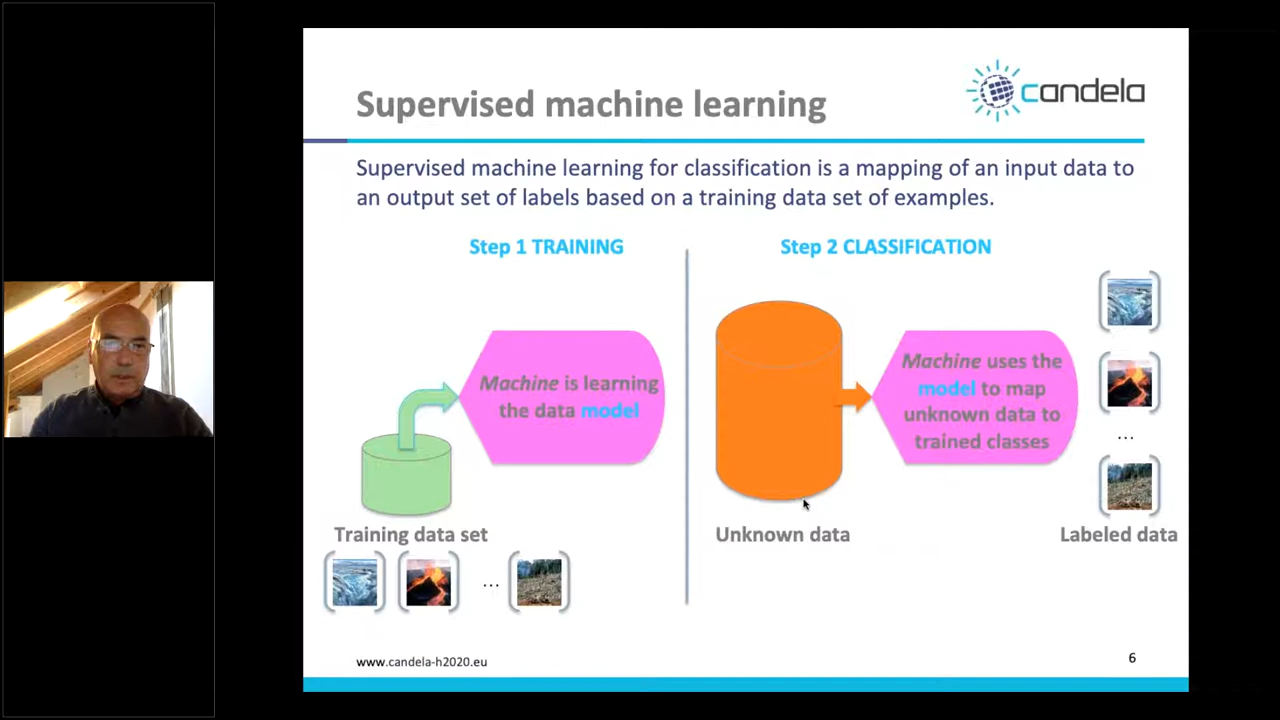 Supervised machine learning
candela
Supervised machine learning for classification is a mapping of an input data to
an output set of labels based on a training data set of examples.
Step 1 TRAINING
Machine is learning
the data model
Training data set
...
Step 2 CLASSIFICATION
Machine uses the
model to map
unknown data to
trained classes
Unknown data
...
Labeled data
www.candela-h2020.eu
6